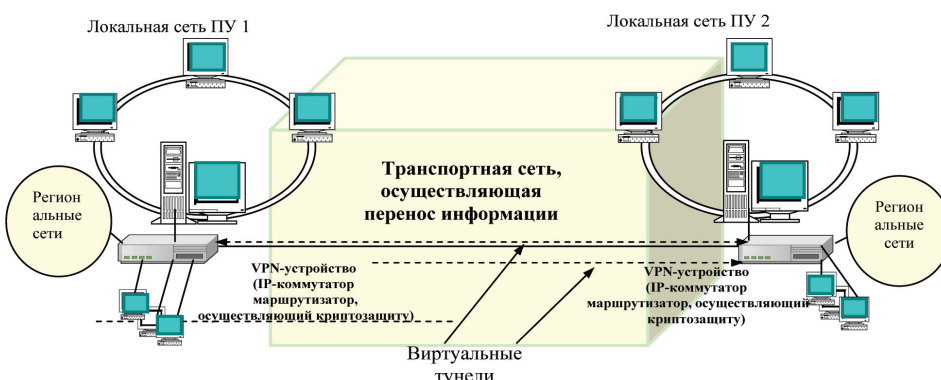 Локальная сеть ПУ 1
Локальная сеть ПУ 2
Транспортная сеть,
осуществляющая
перенос информации
Регион
альные
сети
Регион
альные
сети
VPN-устройство
(IP-коммутатор
маршрутизатор,
осуществляющий криптозащиту)
VPN-устройство
(IP-коммутатор
маршрутизатор, осуществляющий
криптозащиту)
Виртуальные
тунели